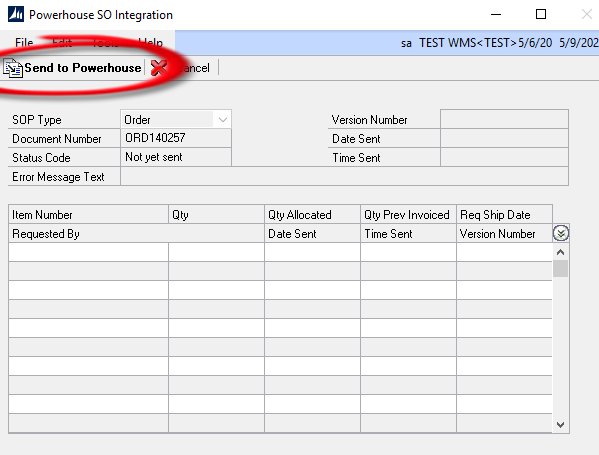 Powerhouse SO Integration
File Edit Tools Help sa TEST WMS<TEST>5/6/20 5/9/202
Send to Powerhouse Cancel
SOP Type Order Version Number
Document Number ORD140257 Date Sent
Status Code Not yet sent Time Sent
Error Message Text
Item Number Qty Qty Allocated Qty Prev Invoiced Req Ship Date
Requested By Date Sent Time Sent Version Number